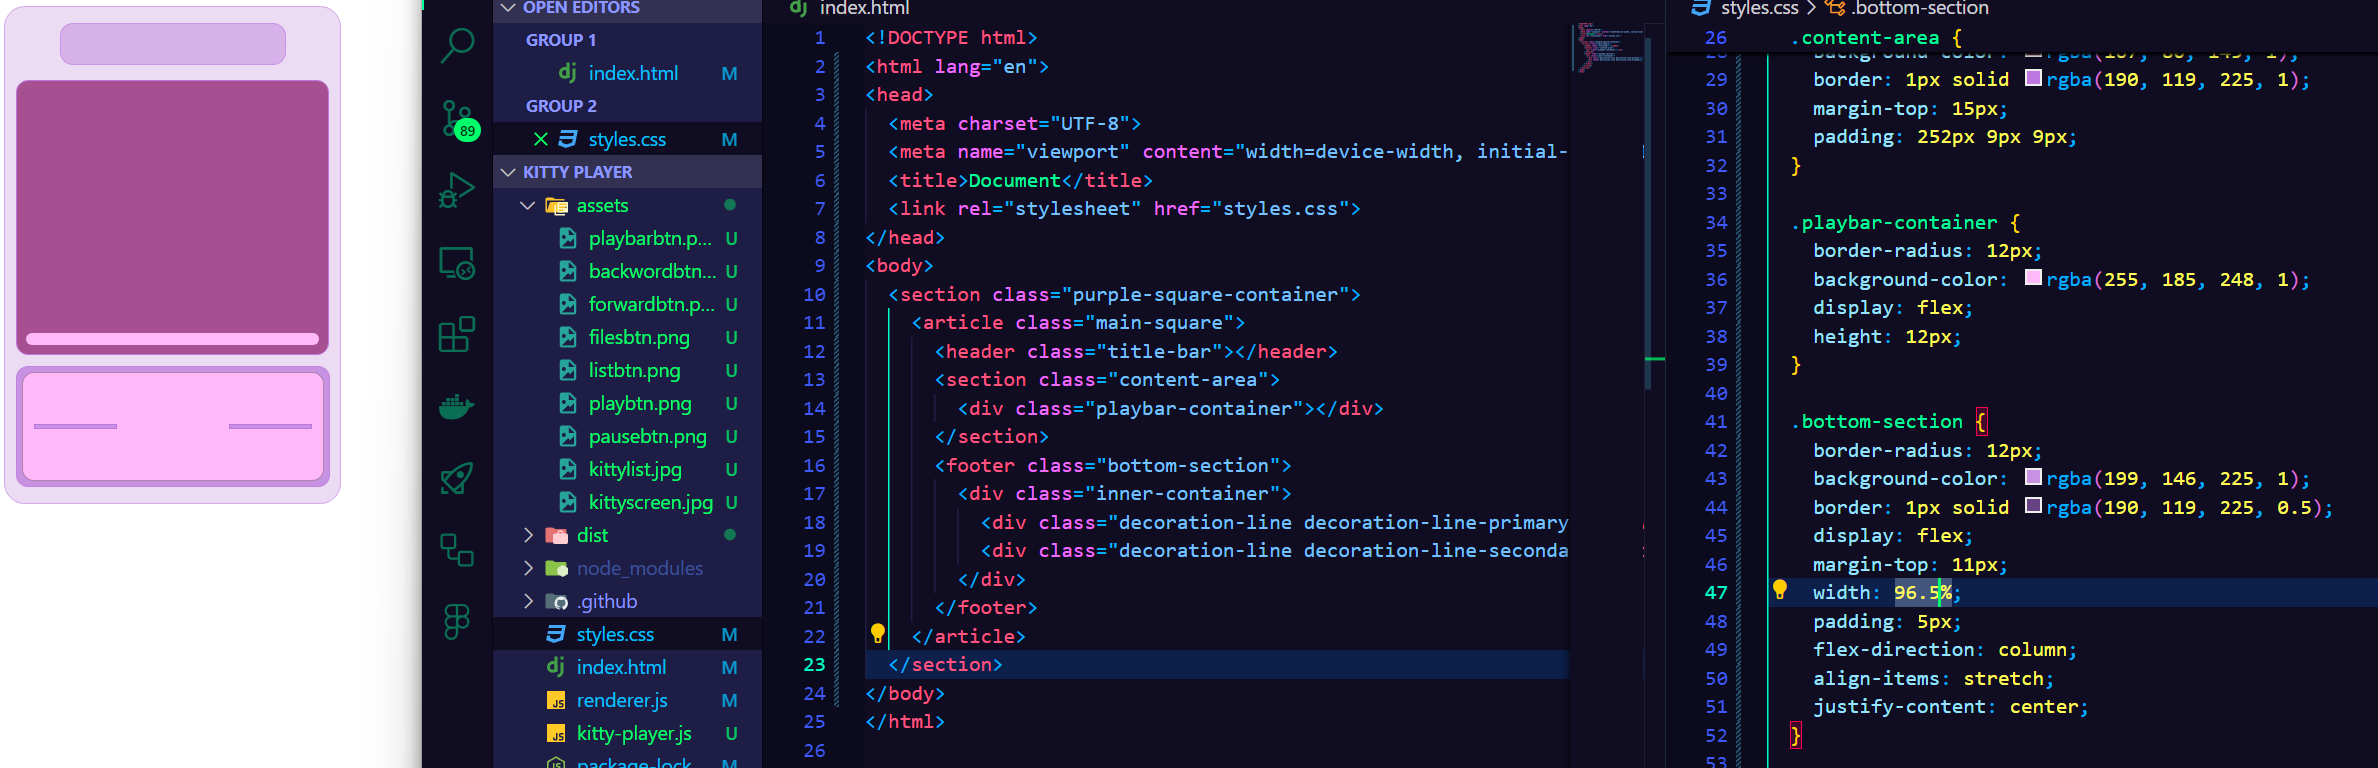 OPEN EDITORS
GROUP 1
index.html M
GROUP 2
styles.css M
KITTY PLAYER
assets
playbarbtn.p... U
backwordbtn... U
forwardbtn.p... U
filesbtn.png U
listbtn.png U
playbtn.png U
pausebtn.png U
kittylist.jpg U
kittyscreen.jpg U
dist
node_modules
.github
styles.css M
index.html M
renderer.js M
kitty-player.js U
package-lock M
89
index.html
1 <!DOCTYPE html>
2 <html lang="en">
3 <head>
4 <meta charset="UTF-8">
5 <meta name="viewport" content="width=device-width, initial-
6 <title>Document</title>
7 <link rel="stylesheet" href="styles.css">
8 </head>
9 <body>
10 <section class="purple-square-container">
11 <article class="main-square">
12 <header class="title-bar"></header>
13 <section class="content-area">
14 <div class="playbar-container"></div>
15 </section>
16 <footer class="bottom-section">
17 <div class="inner-container">
18 <div class="decoration-line decoration-line-primary
19 <div class="decoration-line decoration-line-seconda
20 </div>
21 </footer>
22 </article>
23 </section>
24 </body>
25 </html>
26
styles.css > .bottom-section
26 .content-area {
28 background-color: rgba(167, 80, 145, 1);
29 border: 1px solid rgba(190, 119, 225, 1);
30 margin-top: 15px;
31 padding: 252px 9px 9px;
32 }
33
34 .playbar-container {
35 border-radius: 12px;
36 background-color: rgba(255, 185, 248, 1);
37 display: flex;
38 height: 12px;
39 }
40
41 .bottom-section {
42 border-radius: 12px;
43 background-color: rgba(199, 146, 225, 1);
44 border: 1px solid rgba(190, 119, 225, 0.5);
45 display: flex;
46 margin-top: 11px;
47 width: 96.5%;
48 padding: 5px;
49 flex-direction: column;
50 align-items: stretch;
51 justify-content: center;
52 }
53